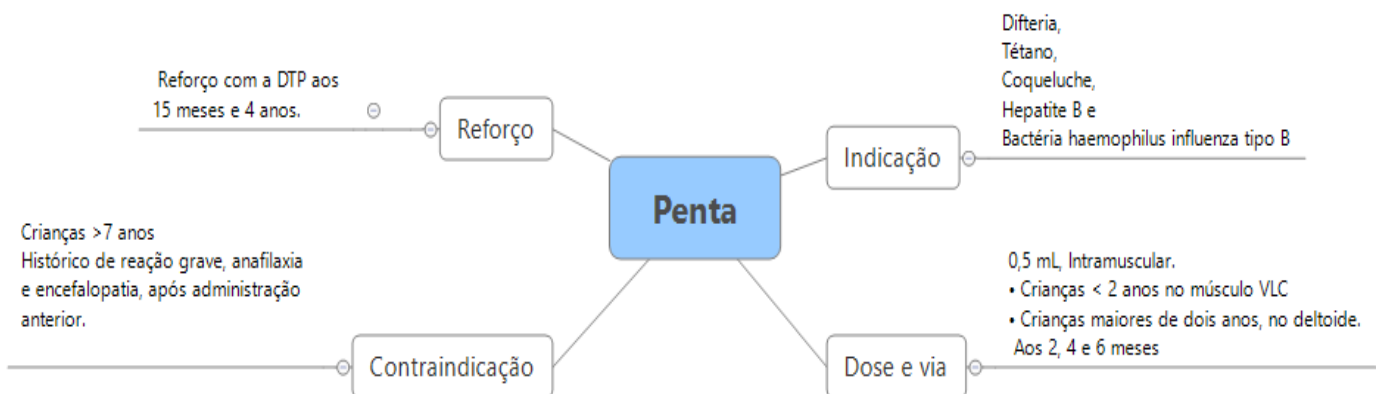 Penta
Reforço
Reforço com a DTP aos
15 meses e 4 anos.
Indicação
Difteria,
Tétano,
Coqueluche,
Hepatite B e
Bactéria haemophilus influenza tipo B
Contraindicação
Crianças >7 anos
Histórico de reação grave, anafilaxia
e encefalopatia, após administração
anterior.
Dose e via
0,5 mL, Intramuscular.
• Crianças < 2 anos no músculo VLC
• Crianças maiores de dois anos, no deltoide.
Aos 2, 4 e 6 meses